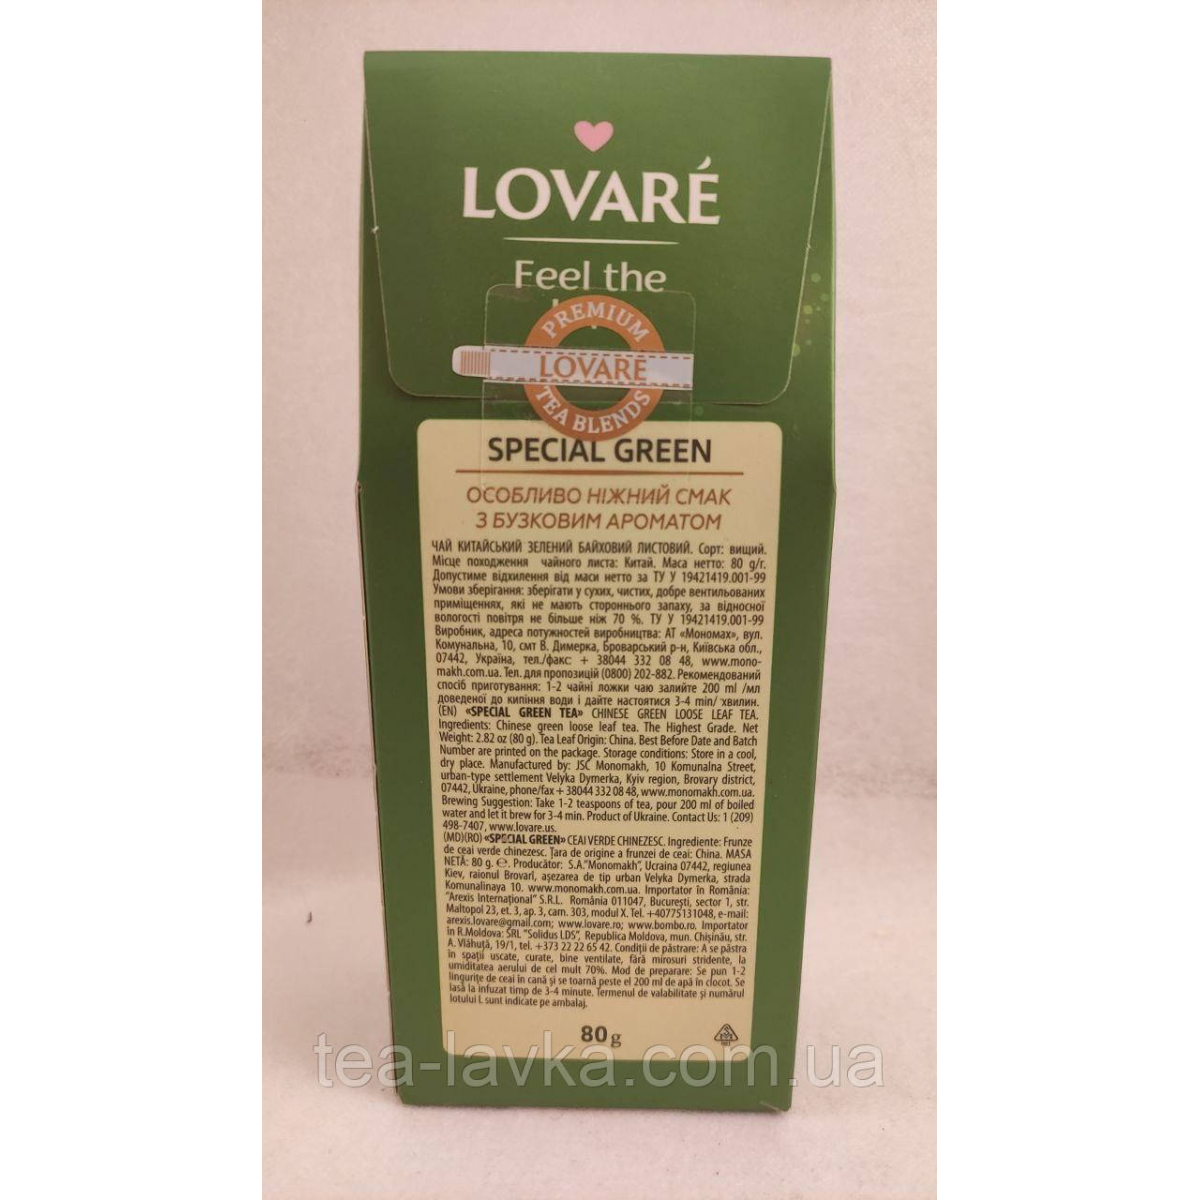 LOVARÉ
Feel the
PREMIUM
LOVARÉ
TEA BLENDS
SPECIAL GREEN
ОСОБЛИВО НІЖНИЙ СМАК
З БУЗКОВИМ АРОМАТОМ
ЧАЙ КИТАЙСЬКИЙ ЗЕЛЕНИЙ БАЙХОВИЙ ЛИСТОВИЙ. Сорт: вищий.
Місце походження чайного листа: Китай. Маса нетто: 80 g/г.
Допустиме відхилення від маси нетто за ТУ У 19421419.001-99
Умови зберігання: зберігати у сухих, чистих, добре вентильованих
приміщеннях, які не мають стороннього запаху, за відносної
вологості повітря не більше ніж 70 %. ТУ У 19421419.001-99
Виробник, адреса потужностей виробництва: АТ «Мономах», вул.
Комунальна, 10, смт В. Димерка, Броварський р-н, Київська обл.,
07442, Україна, тел./факс: + 38044 332 08 48, www.mono-
makh.com.ua. Тел. для пропозицій (0800) 202-882. Рекомендований
спосіб приготування: 1-2 чайні ложки чаю залийте 200 ml /мл
доведеної до кипіння води і дайте настоятися 3-4 min/ хвилин.
(EN) «SPECIAL GREEN TEA» CHINESE GREEN LOOSE LEAF TEA.
Ingredients: Chinese green loose leaf tea. The Highest Grade. Net
Weight: 2.82 oz (80 g). Tea Leaf Origin: China. Best Before Date and Batch
Number are printed on the package. Storage conditions: Store in a cool,
dry place. Manufactured by: JSC Monomakh, 10 Komunalna Street,
urban-type settlement Velyka Dymerka, Kyiv region, Brovary district,
07442, Ukraine, phone/fax + 38044 332 08 48, www.monomakh.com.ua.
Brewing Suggestion: Take 1-2 teaspoons of tea, pour 200 ml of boiled
water and let it brew for 3-4 min. Product of Ukraine. Contact Us: 1 (209)
498-7407, www.lovare.us.
(MD)(RO) «SPECIAL GREEN» CEAI VERDE CHINEZESC. Ingrediente: Frunze
de ceai verde chinezesc. Țara de origine a frunzei de ceai: China. MASA
NETĂ: 80 g. ℮. Producător: S.A."Monomakh", Ucraina 07442, regiunea
Kiev, raionul Brovarî, așezarea de tip urban Velyka Dymerka, strada
Komunalinaya 10. www.monomakh.com.ua. Importator în România:
"Arexis Internațional" S.R.L. România 011047, București, sector 1, str.
Maltopol 23, et. 3, ap. 3, cam. 303, modul X. Tel. +40775131048, e-mail:
arexis.lovare@gmail.com; www.lovare.ro; www.bombo.ro. Importator
în R.Moldova: SRL "Solidus LDS", Republica Moldova, mun. Chișinău, str.
A. Vlăhuță, 19/1, tel. +373 22 22 65 42. Condiții de păstrare: A se păstra
în spații uscate, curate, bine ventilate, fără mirosuri stridente, la
umiditatea aerului de cel mult 70%. Mod de preparare: Se pun 1-2
lingurițe de ceai în cană și se toarnă peste el 200 ml de apă în clocot. Se
lasă la infuzat timp de 3-4 minute. Termenul de valabilitate și numărul
lotului L sunt indicate pe ambalaj.
80 g
tea-lavka.com.ua